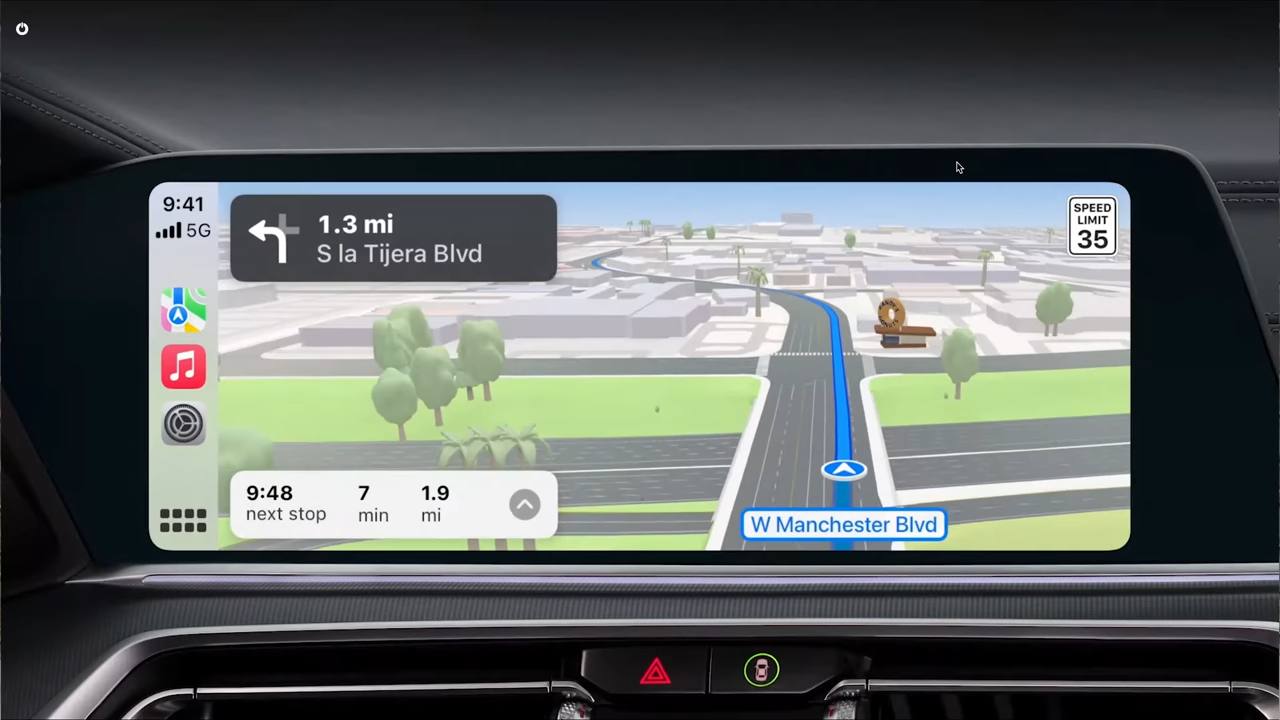 9:41
5G
1.3 mi
S la Tijera Blvd
SPEED
LIMIT
35
9:48
next stop
7
min
1.9
mi
W Manchester Blvd